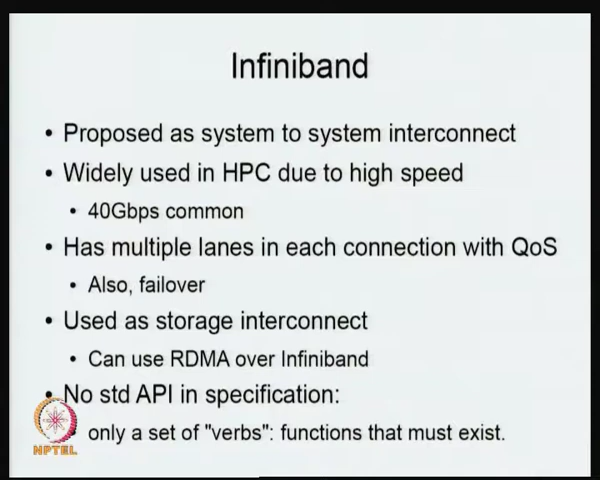 Infiniband
• Proposed as system to system interconnect
• Widely used in HPC due to high speed
• 40Gbps common
• Has multiple lanes in each connection with QoS
• Also, failover
• Used as storage interconnect
• Can use RDMA over Infiniband
• No std API in specification:
only a set of "verbs": functions that must exist.
NPTEL